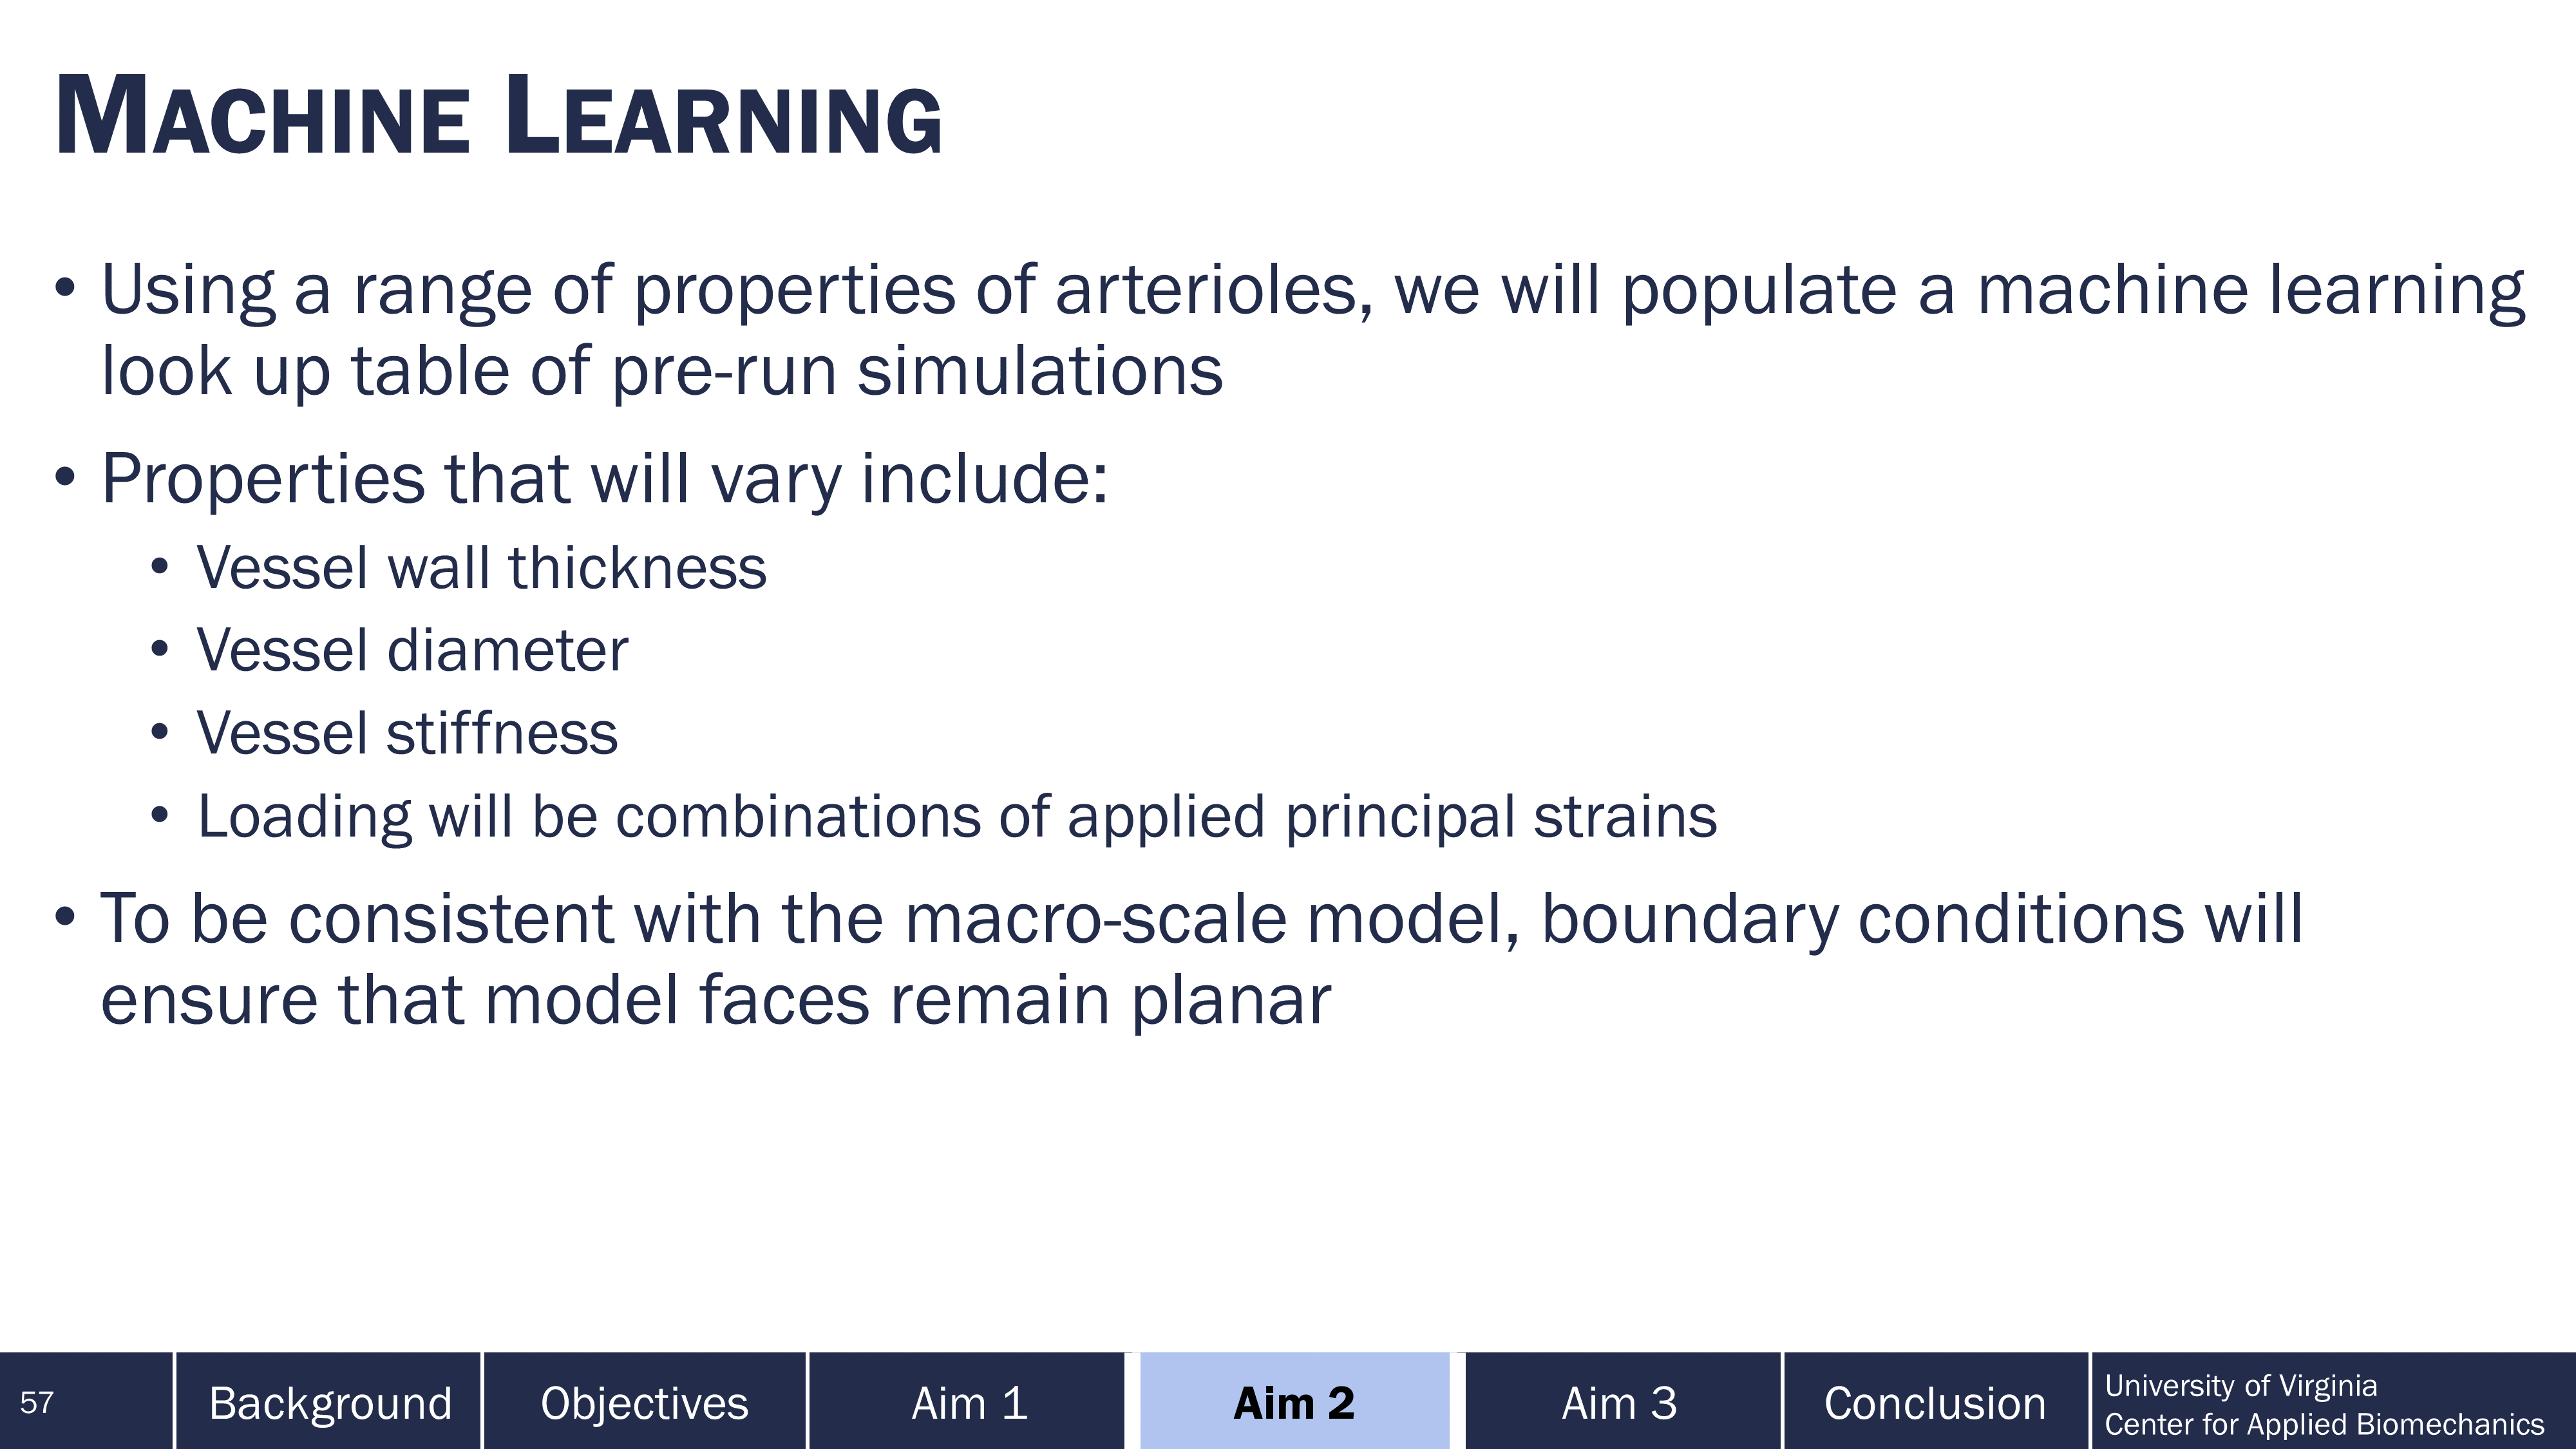 MACHINE LEARNING
• Using a range of properties of arterioles, we will populate a machine learning
look up table of pre-run simulations
• Properties that will vary include:
• Vessel wall thickness
• Vessel diameter
• Vessel stiffness
• Loading will be combinations of applied principal strains
• To be consistent with the macro-scale model, boundary conditions will
ensure that model faces remain planar
57
Background
Objectives
Aim 1
Aim 2
Aim 3
Conclusion
University of Virginia
Center for Applied Biomechanics